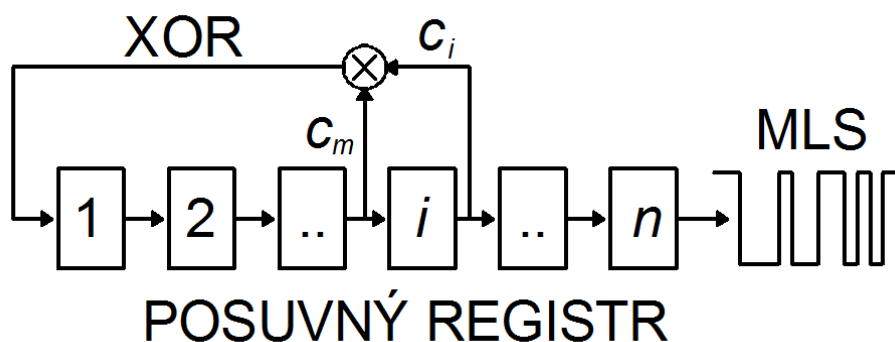 XOR
c_i
c_m
MLS
1 2 .. i .. n
POSUVNÝ REGISTR